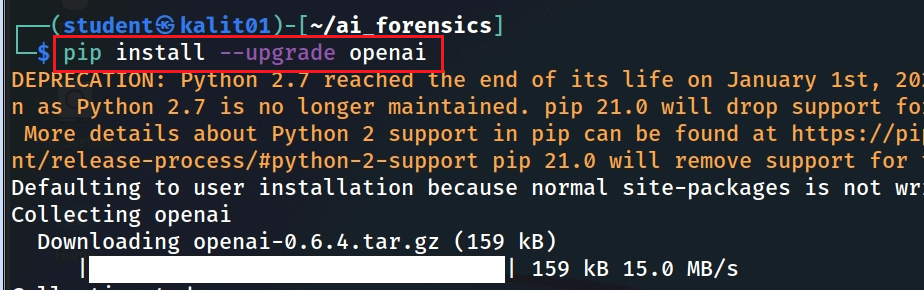 (student㉿kalit01)-[~/ai_forensics]
$ pip install --upgrade openai
DEPRECATION: Python 2.7 reached the end of its life on January 1st, 20
n as Python 2.7 is no longer maintained. pip 21.0 will drop support fo
More details about Python 2 support in pip can be found at https://pi
nt/release-process/#python-2-support pip 21.0 will remove support for
Defaulting to user installation because normal site-packages is not wr
Collecting openai
Downloading openai-0.6.4.tar.gz (159 kB)
|████████████████████████████████| 159 kB 15.0 MB/s